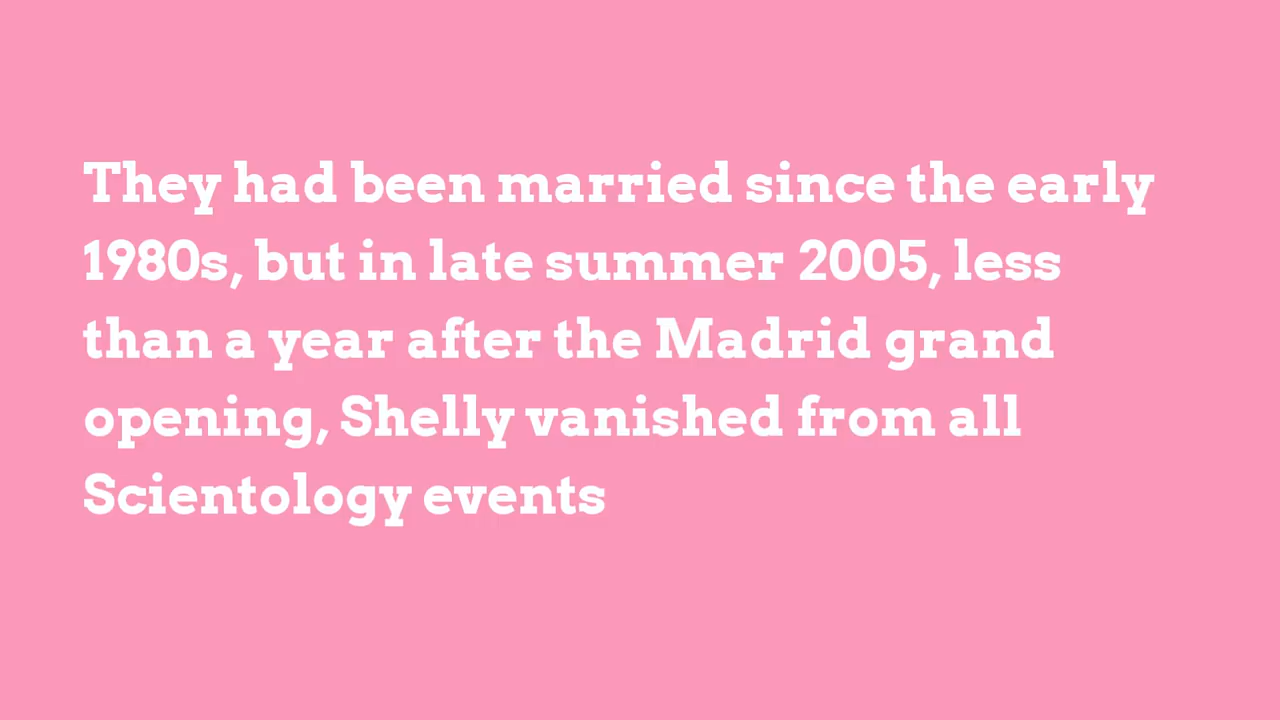 They had been married since the early
1980s, but in late summer 2005, less
than a year after the Madrid grand
opening, Shelly vanished from all
Scientology events